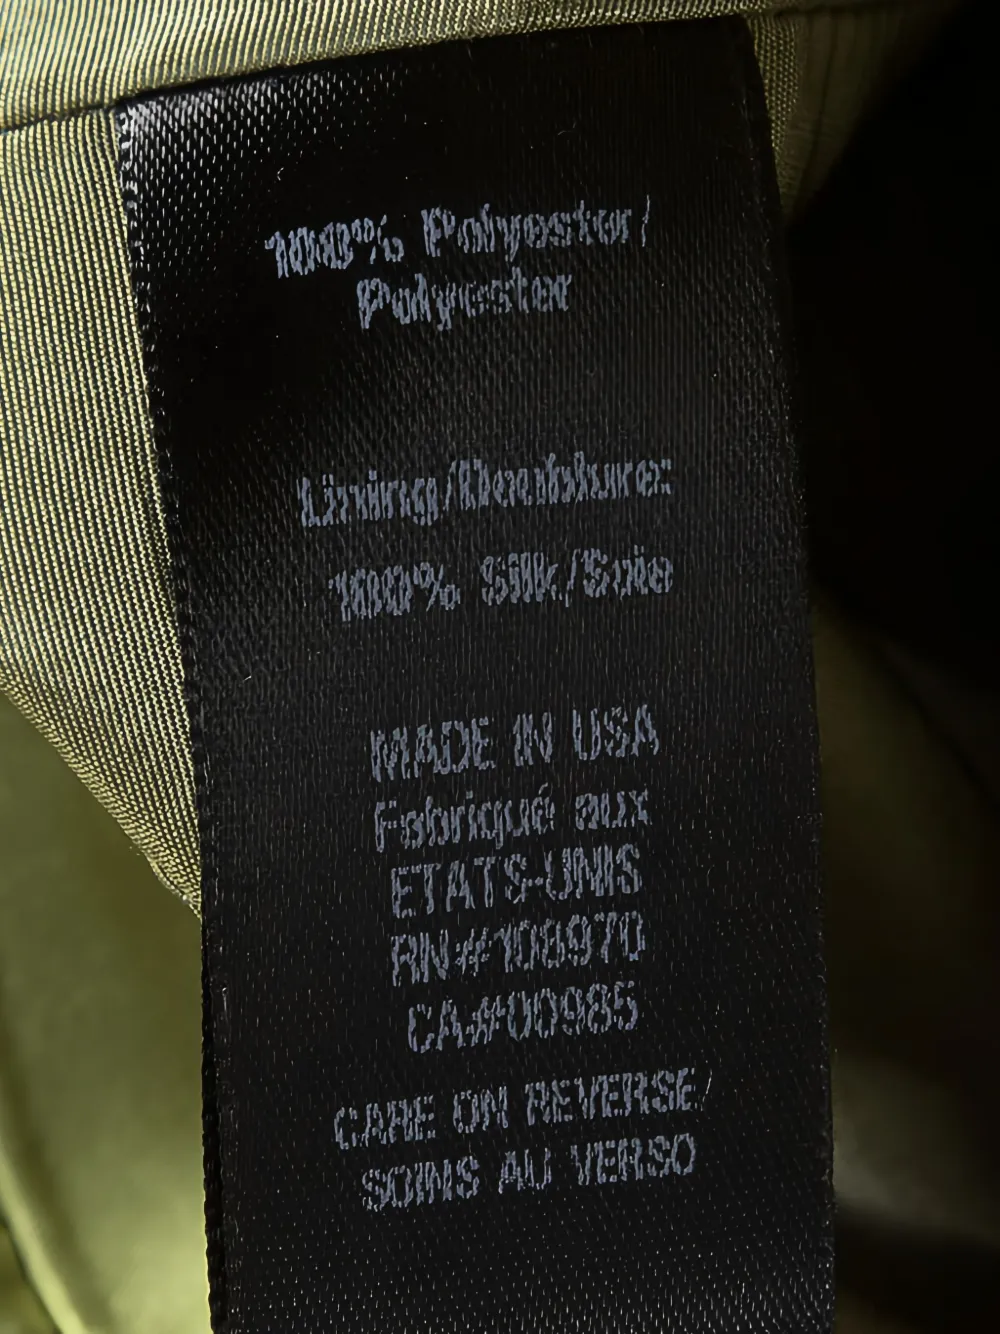 100% Polyester/
Polyester
Lining/Doublure:
100% Silk/Soie
MADE IN USA
Fabriqué aux
ETATS-UNIS
RN#108970
CA#00985
CARE ON REVERSE/
SOINS AU VERSO